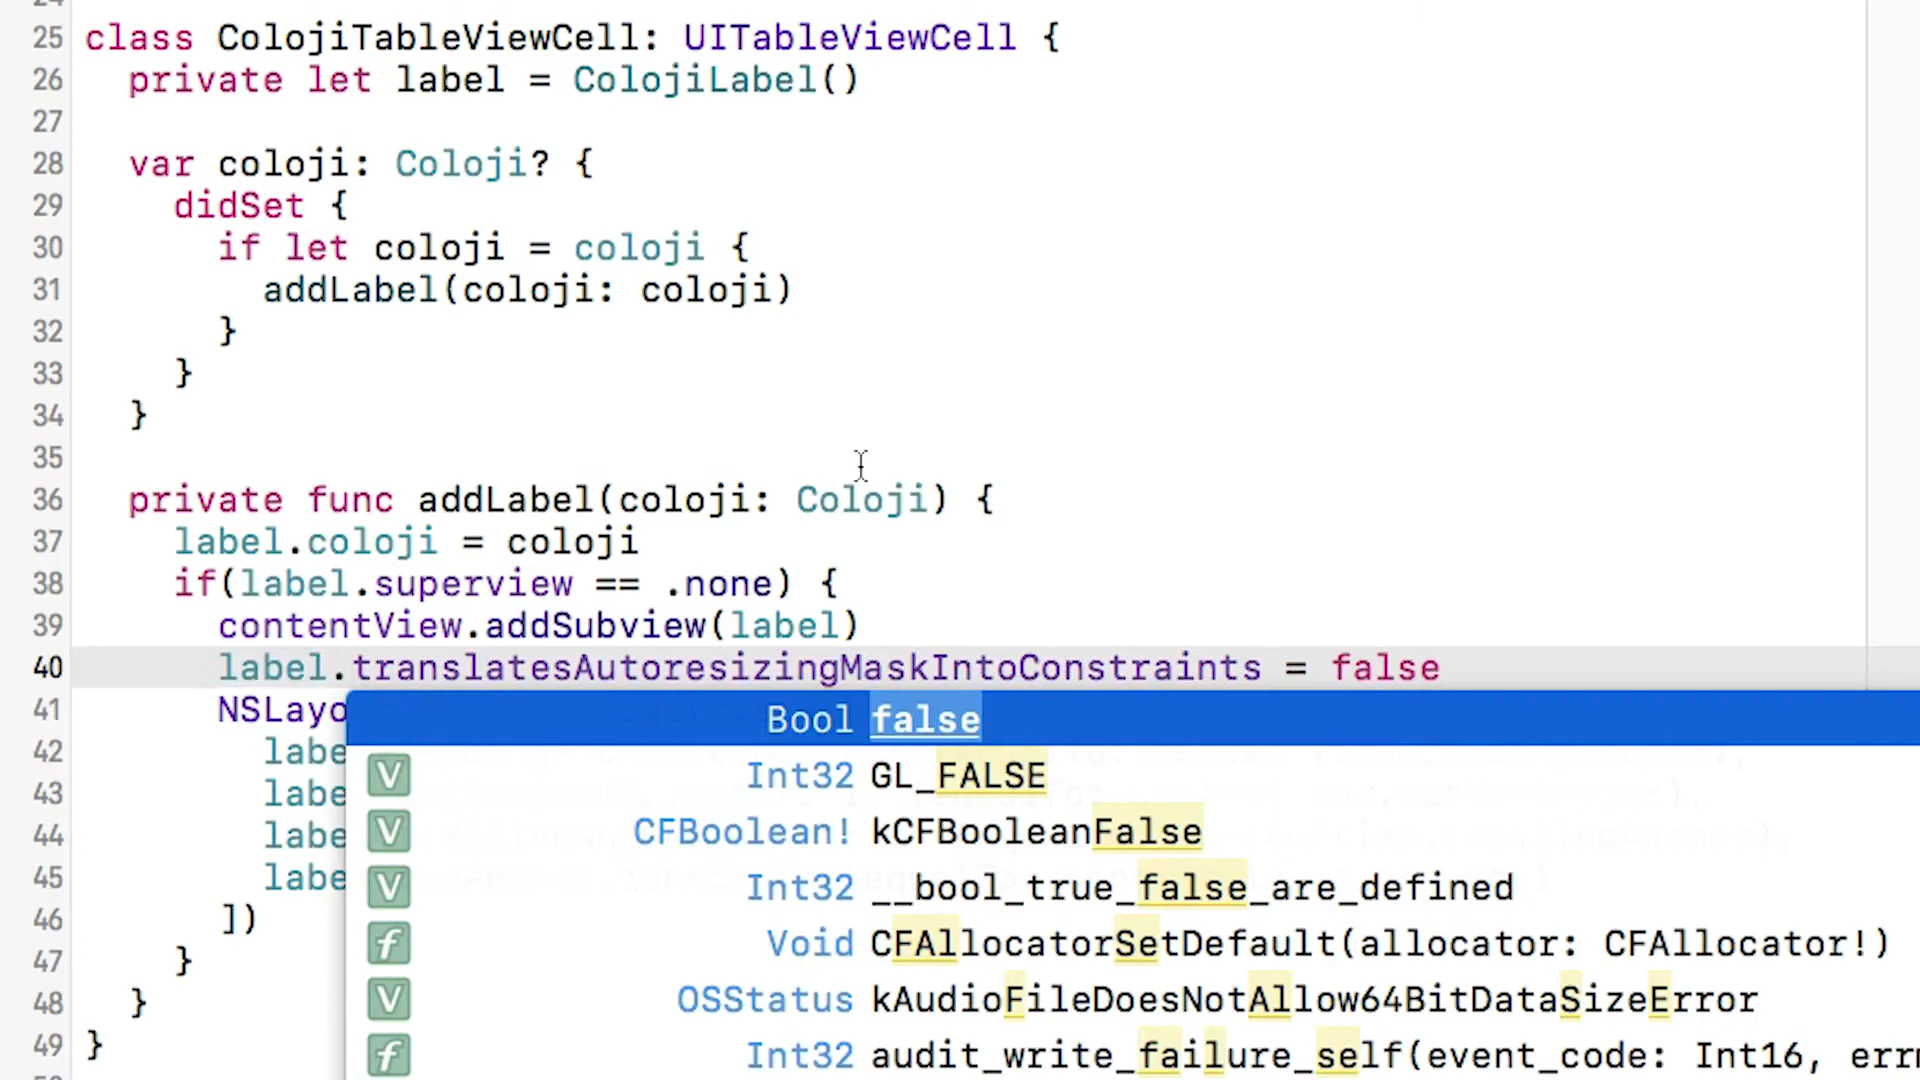 25 class ColojiTableViewCell: UITableViewCell {
26 private let label = ColojiLabel()
27
28 var coloji: Coloji? {
29 didSet {
30 if let coloji = coloji {
31 addLabel(coloji: coloji)
32 }
33 }
34 }
35
36 private func addLabel(coloji: Coloji) {
37 label.coloji = coloji
38 if(label.superview == .none) {
39 contentView.addSubview(label)
40 label.translatesAutoresizingMaskIntoConstraints = false
41 NSLayo
Bool false
42 labe
V Int32 GL_FALSE
43 labe
V CFBoolean! kCFBooleanFalse
44 labe
V Int32 __bool_true_false_are_defined
45 labe
46 ])
f Void CFAllocatorSetDefault(allocator: CFAllocator!)
47 }
V OSStatus kAudioFileDoesNotAllow64BitDataSizeError
48 }
f Int32 audit_write_failure_self(event_code: Int16, errm
49 }